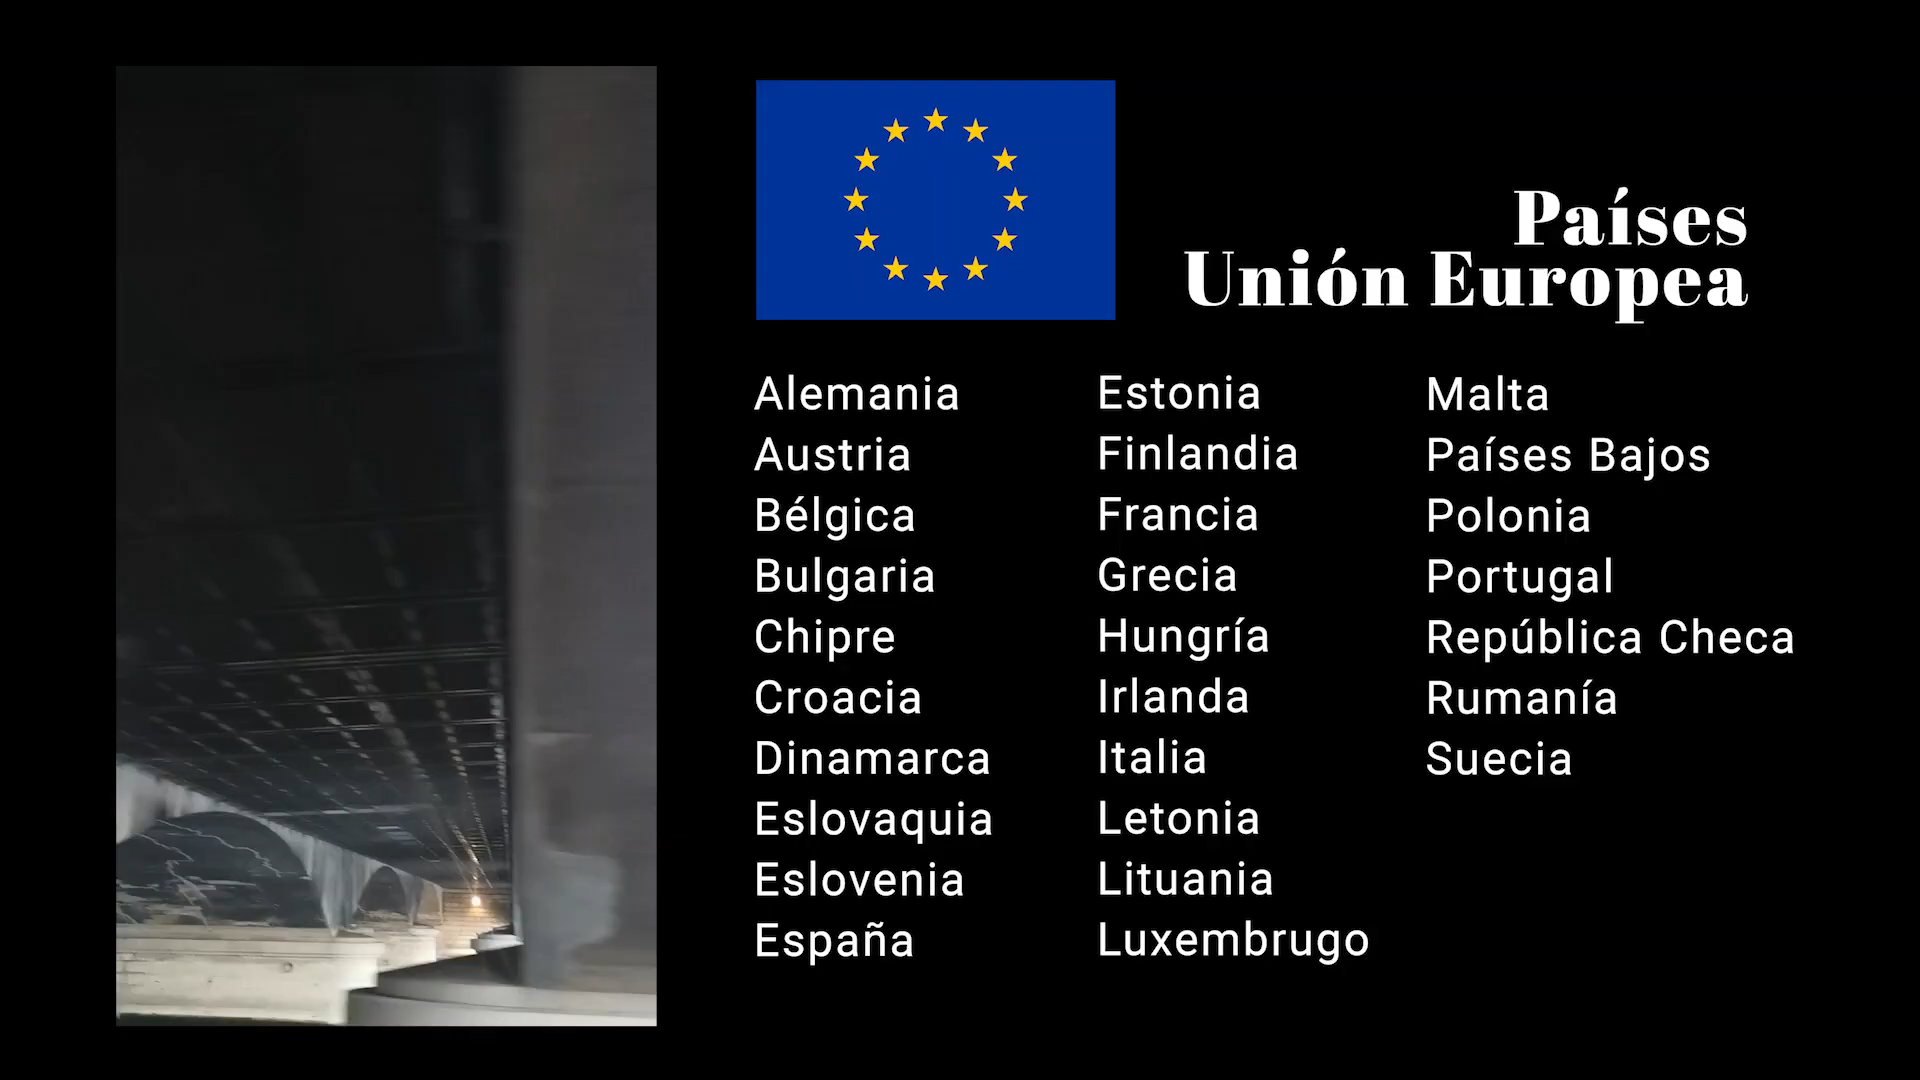 Países
Unión Europea
Alemania
Austria
Bélgica
Bulgaria
Chipre
Croacia
Dinamarca
Eslovaquia
Eslovenia
España
Estonia
Finlandia
Francia
Grecia
Hungría
Irlanda
Italia
Letonia
Lituania
Luxembrugo
Malta
Países Bajos
Polonia
Portugal
República Checa
Rumanía
Suecia